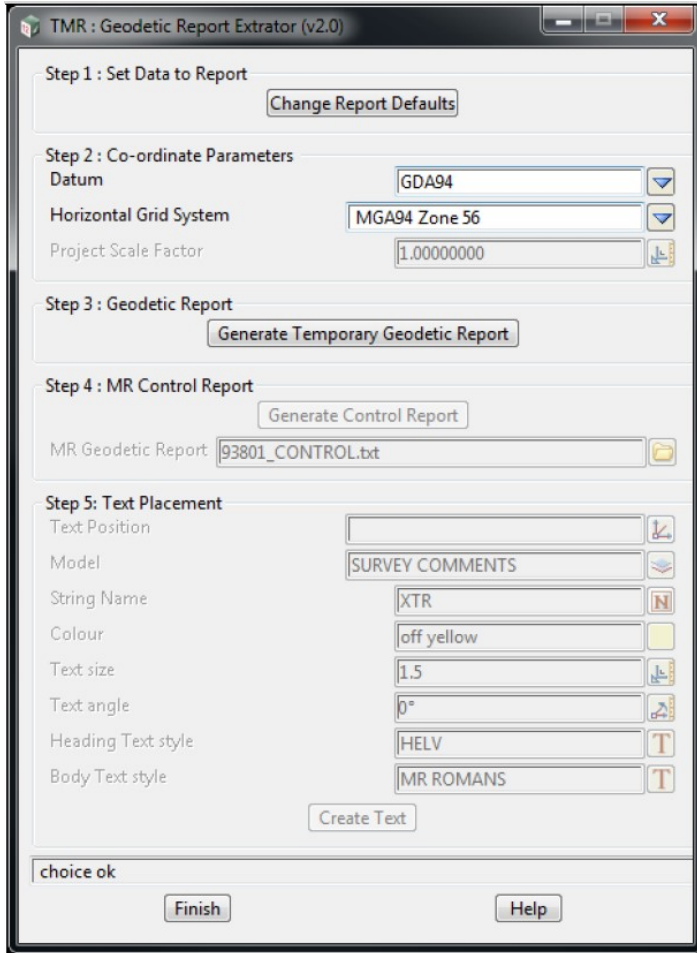 TMR : Geodetic Report Extrator (v2.0)
Step 1 : Set Data to Report
Change Report Defaults
Step 2 : Co-ordinate Parameters
Datum GDA94
Horizontal Grid System MGA94 Zone 56
Project Scale Factor 1.00000000
Step 3 : Geodetic Report
Generate Temporary Geodetic Report
Step 4 : MR Control Report
Generate Control Report
MR Geodetic Report 93801_CONTROL.txt
Step 5: Text Placement
Text Position
Model SURVEY COMMENTS
String Name XTR N
Colour off yellow
Text size 1.5
Text angle 0°
Heading Text style HELV T
Body Text style MR ROMANS T
Create Text
choice ok
Finish Help